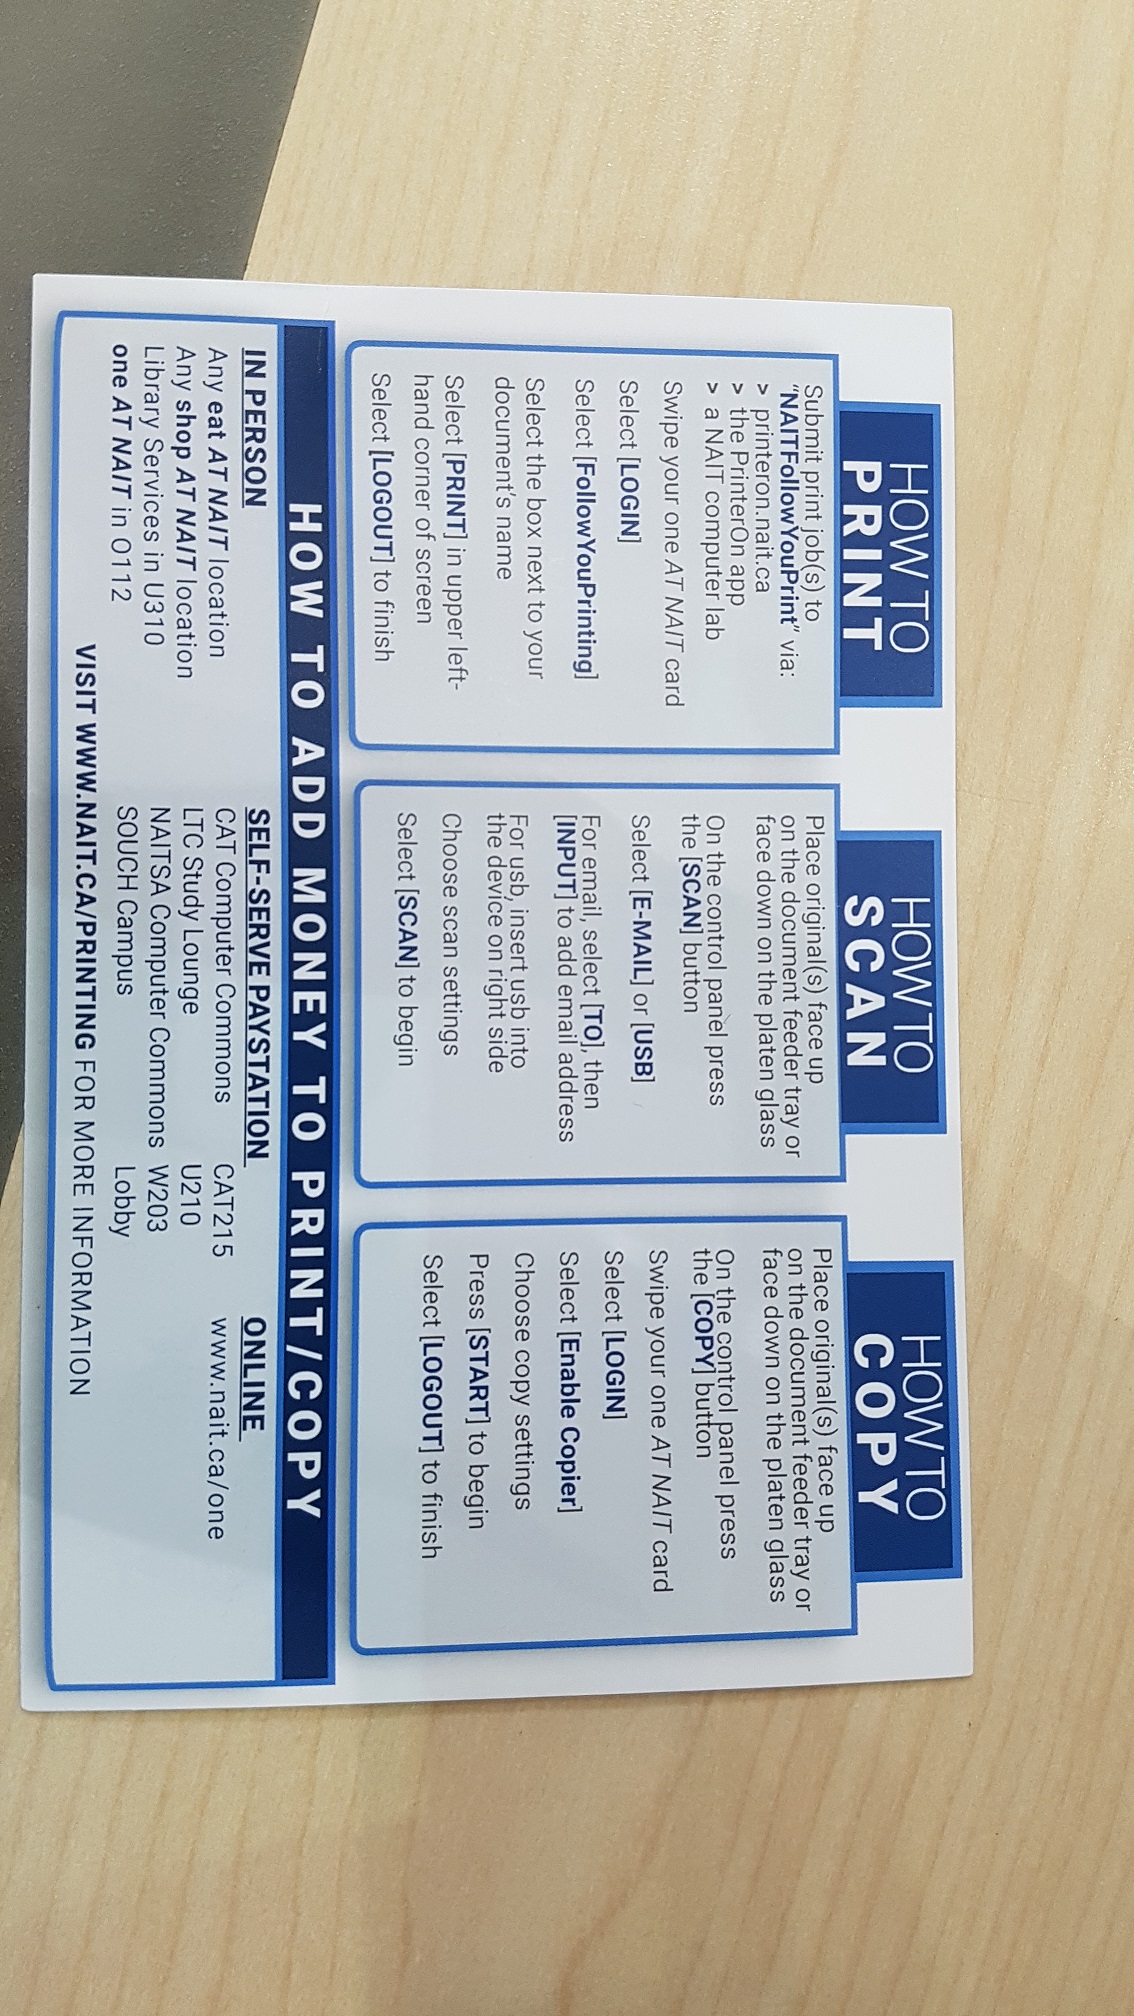 HOW TO
PRINT
Submit print job(s) to
"NAITFollowYouPrint" via:
> printeron.nait.ca
> the PrinterOn app
> a NAIT computer lab
Swipe your one AT NAIT card
Select [LOGIN]
Select [FollowYouPrinting]
Select the box next to your
document's name
Select [PRINT] in upper left-
hand corner of screen
Select [LOGOUT] to finish
HOW TO
SCAN
Place original(s) face up
on the document feeder tray or
face down on the platen glass
On the control panel press
the [SCAN] button
Select [E-MAIL] or [USB]
For email, select [TO], then
[INPUT] to add email address
For usb, insert usb into
the device on right side
Choose scan settings
Select [SCAN] to begin
HOW TO
COPY
Place original(s) face up
on the document feeder tray or
face down on the platen glass
On the control panel press
the [COPY] button
Swipe your one AT NAIT card
Select [LOGIN]
Select [Enable Copier]
Choose copy settings
Press [START] to begin
Select [LOGOUT] to finish
HOW TO ADD MONEY TO PRINT/COPY
IN PERSON
Any eat AT NAIT location
Any shop AT NAIT location
Library Services in U310
one AT NAIT in O112
SELF-SERVE PAYSTATION
CAT Computer Commons CAT215
LTC Study Lounge U210
NAITSA Computer Commons W203
SOUCH Campus Lobby
ONLINE
www.nait.ca/one
VISIT WWW.NAIT.CA/PRINTING FOR MORE INFORMATION